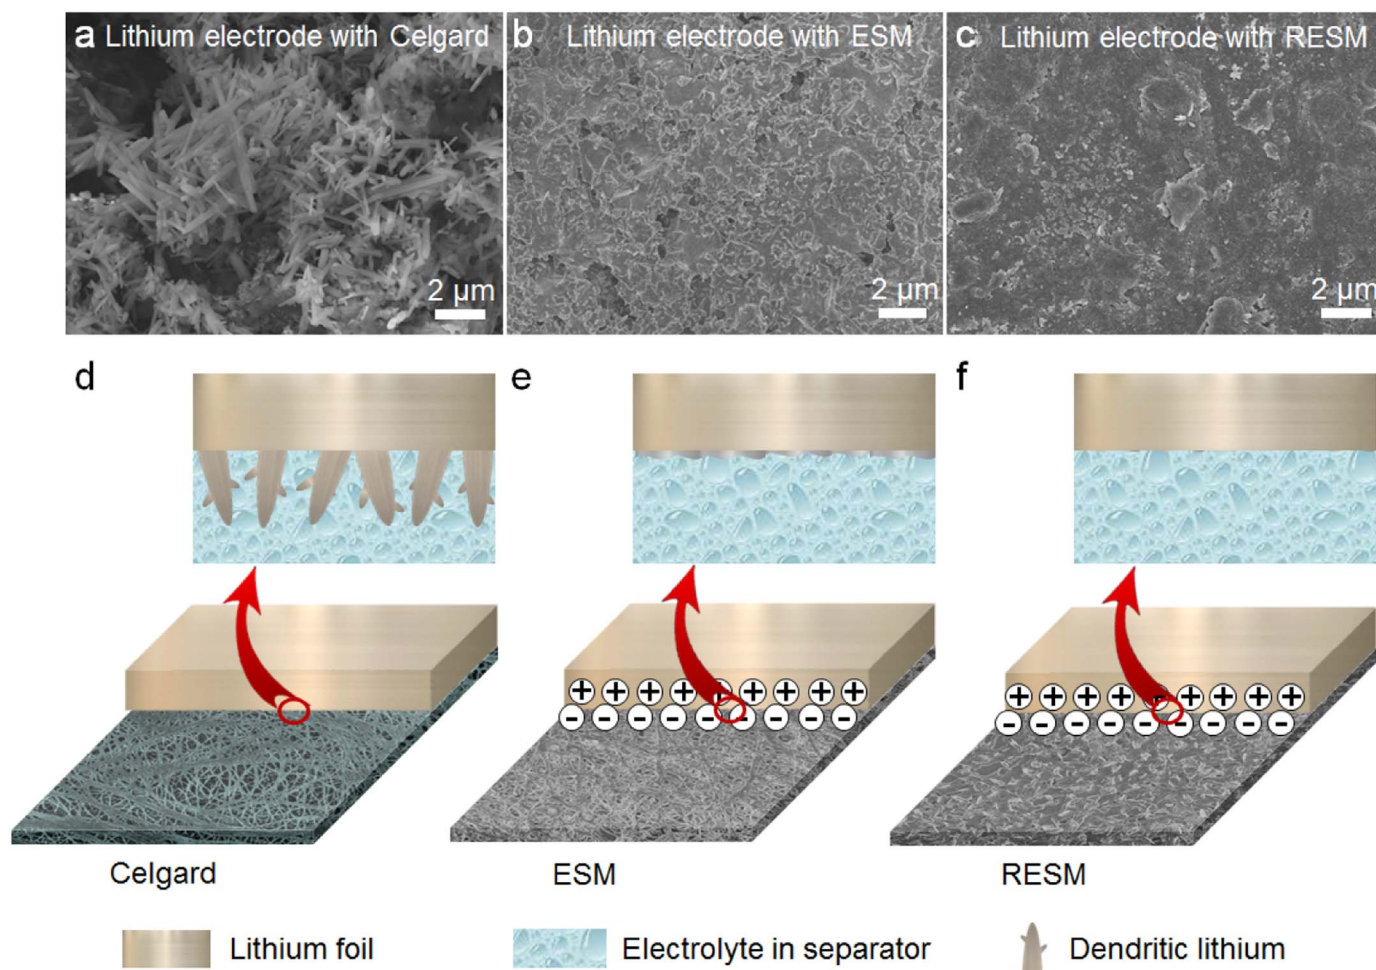 a Lithium electrode with Celgard
b Lithium electrode with ESM
c Lithium electrode with RESM
2 µm
2 µm
2 µm
d
e
f
+ + + + + + + + +
- - - - - - - - -
+ + + + + + + + +
- - - - - - - - -
Celgard
ESM
RESM
Lithium foil
Electrolyte in separator
Dendritic lithium